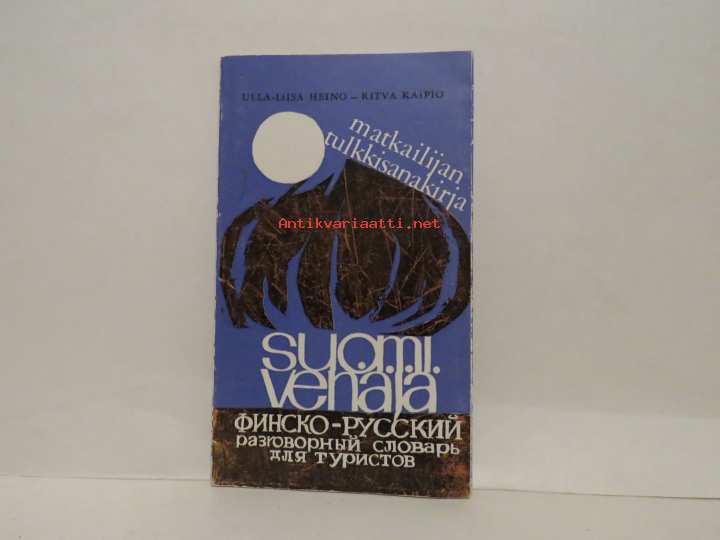 ULLA-LIISA HEINO – RITVA KAIPIO
matkailijan
tulkkisanakirja
Antikvariaatti.net
suomi
venäjä
ФИНСКО-РУССКИЙ
разговорный словарь
для туристов